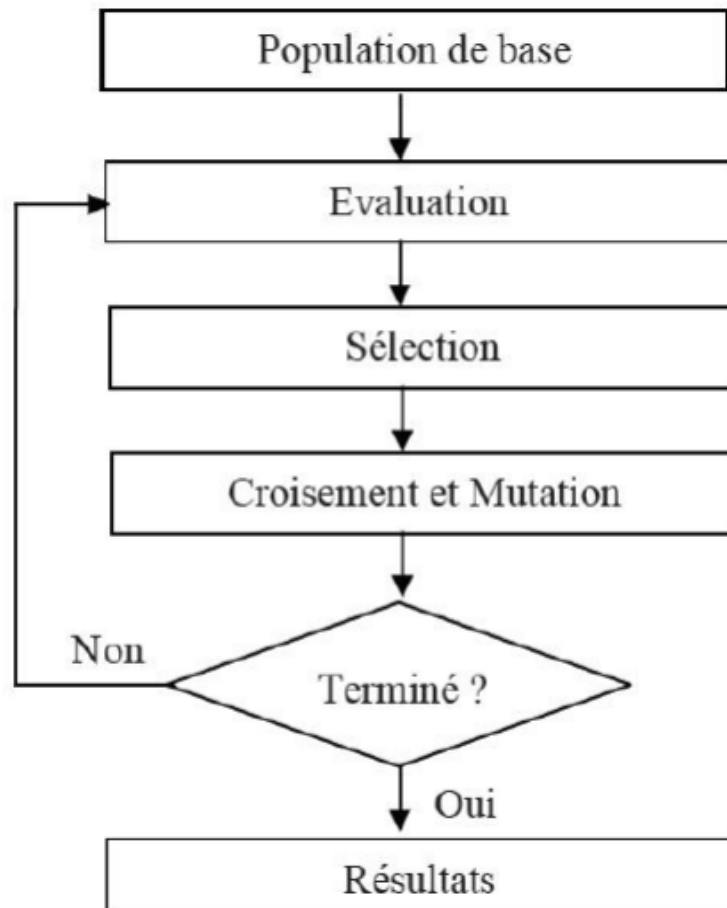 Population de base
Evaluation
Sélection
Croisement et Mutation
Non
Terminé ?
Oui
Résultats